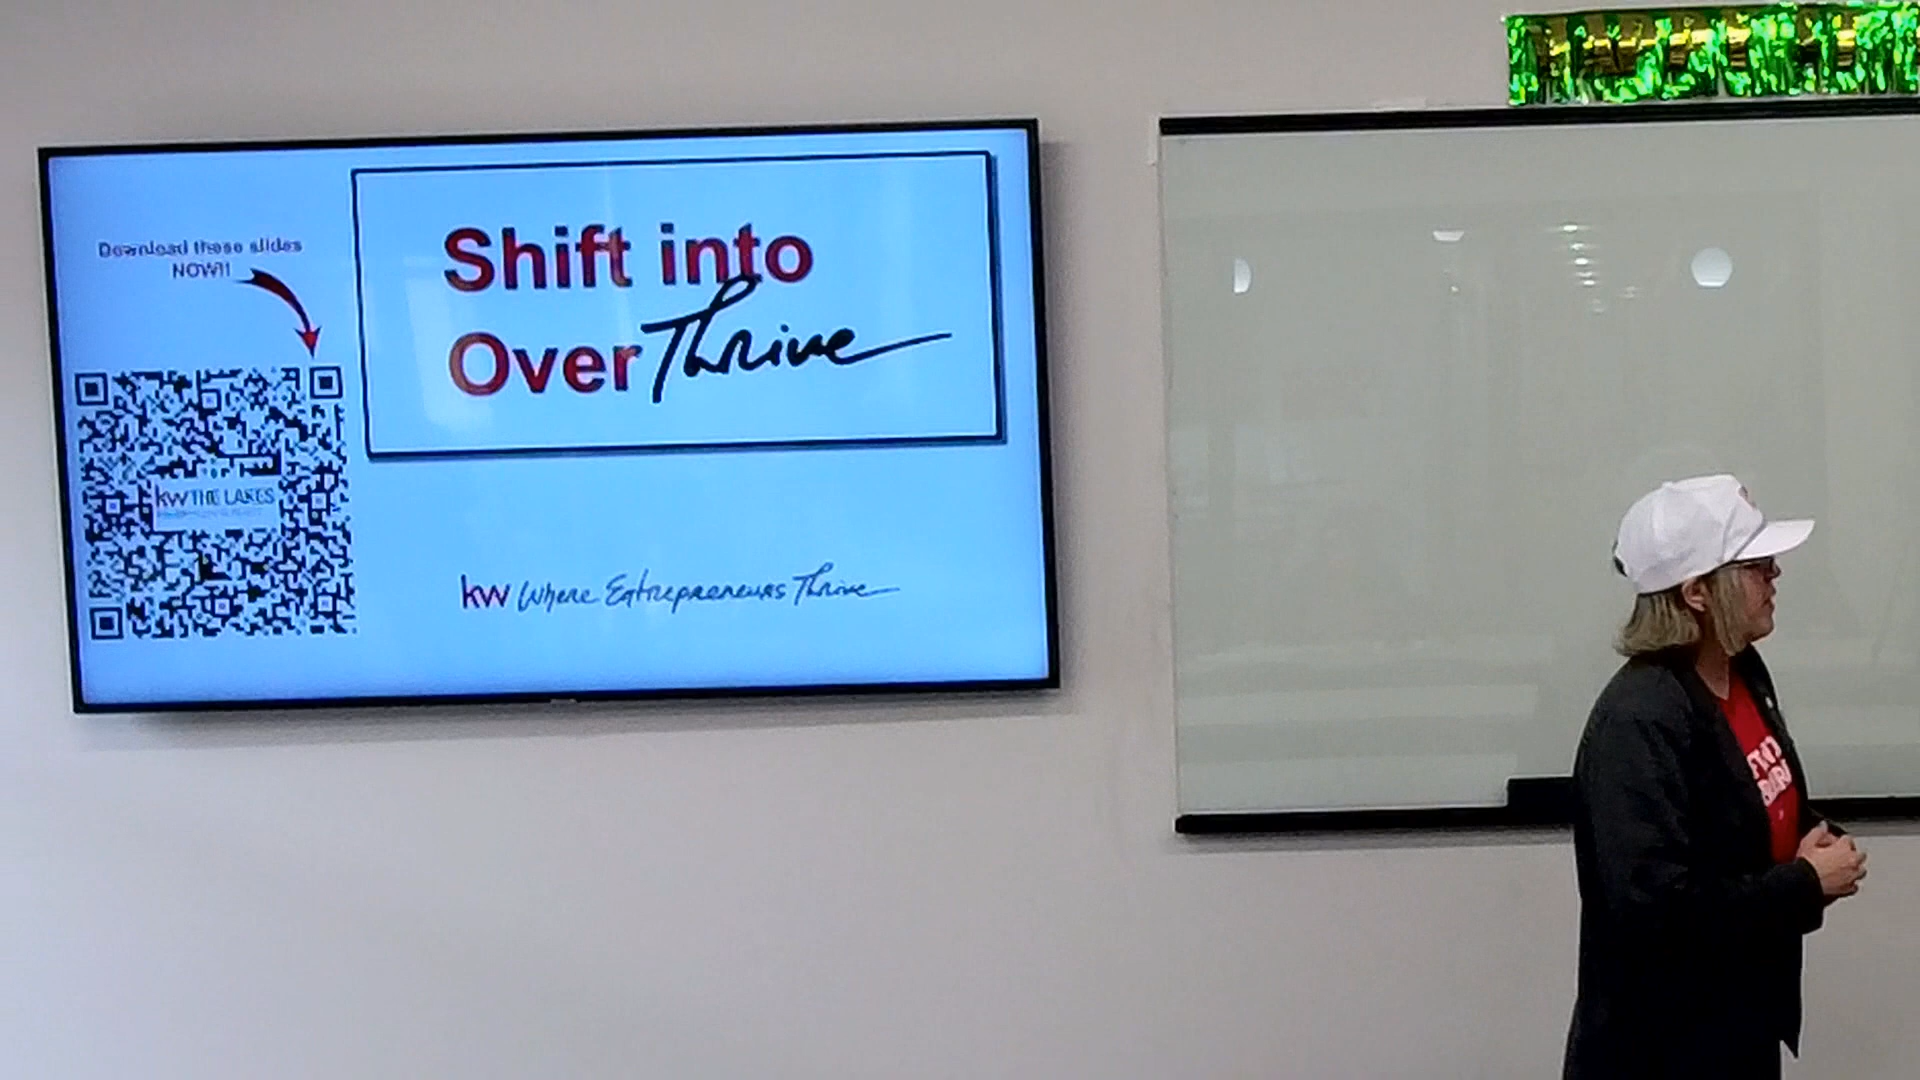 Download these slides
NOW!!
Shift into
Over Thrive
kw THE LAKES
kw Where Entrepreneurs Thrive